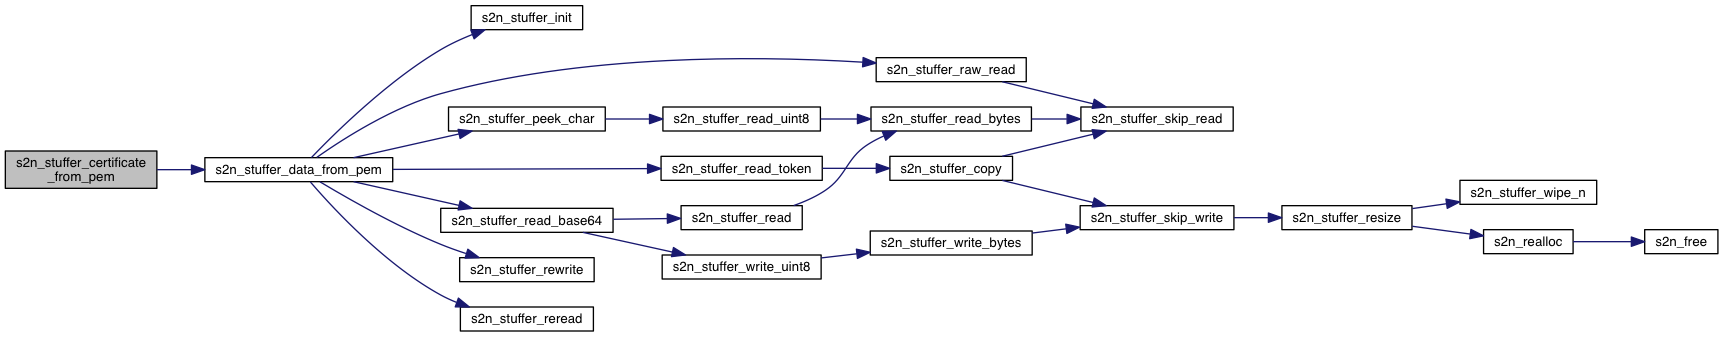 s2n_stuffer_init
s2n_stuffer_raw_read
s2n_stuffer_peek_char
s2n_stuffer_read_uint8
s2n_stuffer_read_bytes
s2n_stuffer_skip_read
s2n_stuffer_certificate
_from_pem
s2n_stuffer_data_from_pem
s2n_stuffer_read_token
s2n_stuffer_copy
s2n_stuffer_wipe_n
s2n_stuffer_read_base64
s2n_stuffer_read
s2n_stuffer_skip_write
s2n_stuffer_resize
s2n_stuffer_write_bytes
s2n_realloc
s2n_free
s2n_stuffer_rewrite
s2n_stuffer_write_uint8
s2n_stuffer_reread